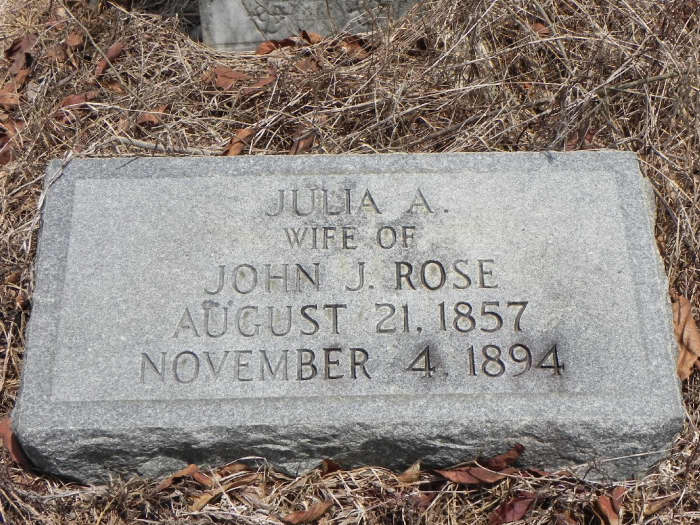 JULIA A.
WIFE OF
JOHN J. ROSE
AUGUST 21, 1857
NOVEMBER 4, 1894